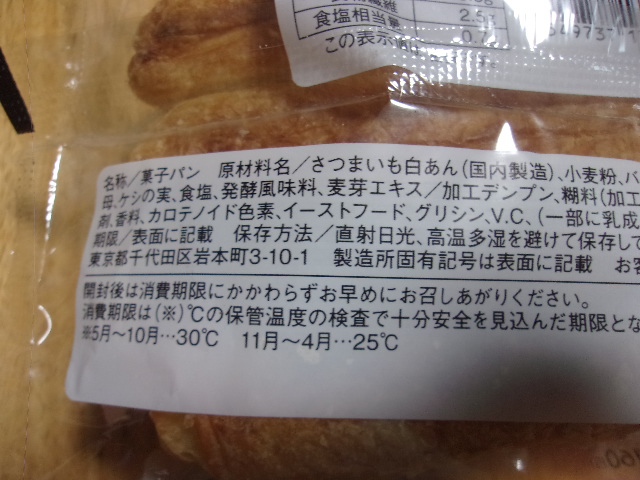 食塩相当量
2.5g
この表示値は
名称／菓子パン　原材料名／さつまいも白あん（国内製造）、小麦粉、バ
母、ケシの実、食塩、発酵風味料、麦芽エキス／加工デンプン、糊料（加工
剤、香料、カロテノイド色素、イーストフード、グリシン、V.C、（一部に乳成
期限／表面に記載　保存方法／直射日光、高温多湿を避けて保存して
東京都千代田区岩本町3-10-1　製造所固有記号は表面に記載　お客
開封後は消費期限にかかわらずお早めにお召しあがりください。
消費期限は（※）℃の保管温度の検査で十分安全を見込んだ期限とな
※5月〜10月…30℃　11月〜4月…25℃